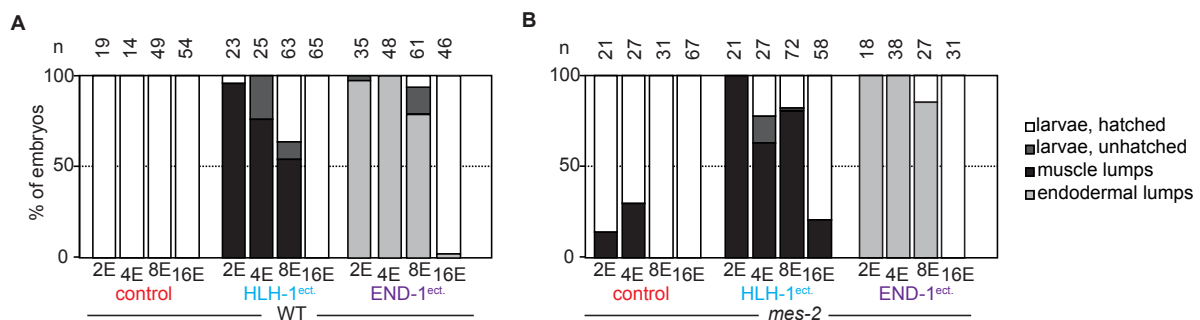 A
B
n 19 14 49 54 23 25 63 65 35 48 61 46
n 21 27 31 67 21 27 72 58 18 38 27 31
100
50
0
% of embryos
100
50
0
larvae, hatched
larvae, unhatched
muscle lumps
endodermal lumps
2E 4E 8E 16E 2E 4E 8E 16E 2E 4E 8E 16E
control HLH-1ect. END-1ect.
WT
2E 4E 8E 16E 2E 4E 8E 16E 2E 4E 8E 16E
control HLH-1ect. END-1ect.
mes-2